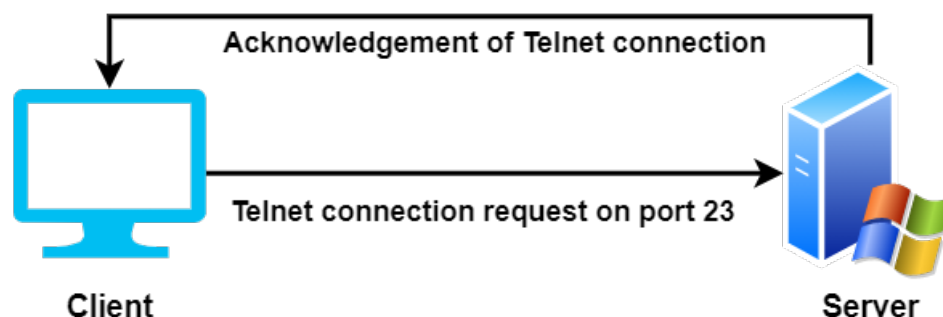 Acknowledgement of Telnet connection
Telnet connection request on port 23
Client
Server